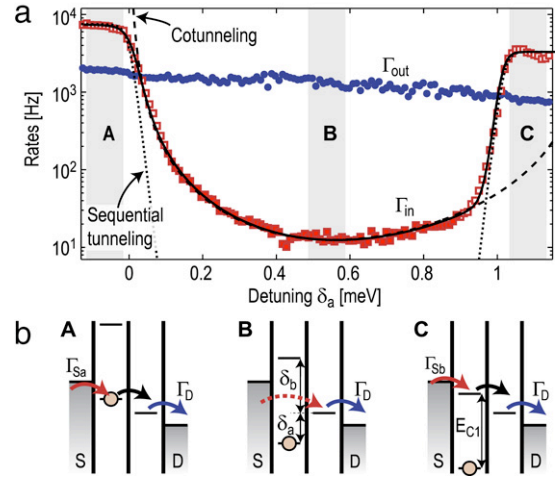 a
10⁴
10³
10²
10¹
Rates [Hz]
Cotunneling
Γout
A
B
C
Sequential
tunneling
Γin
0
0.2
0.4
0.6
0.8
1
Detuning δa [meV]
b
A
B
C
ΓSa
ΓD
S
D
δb
δa
ΓD
S
D
ΓSb
ΓD
EC1
S
D